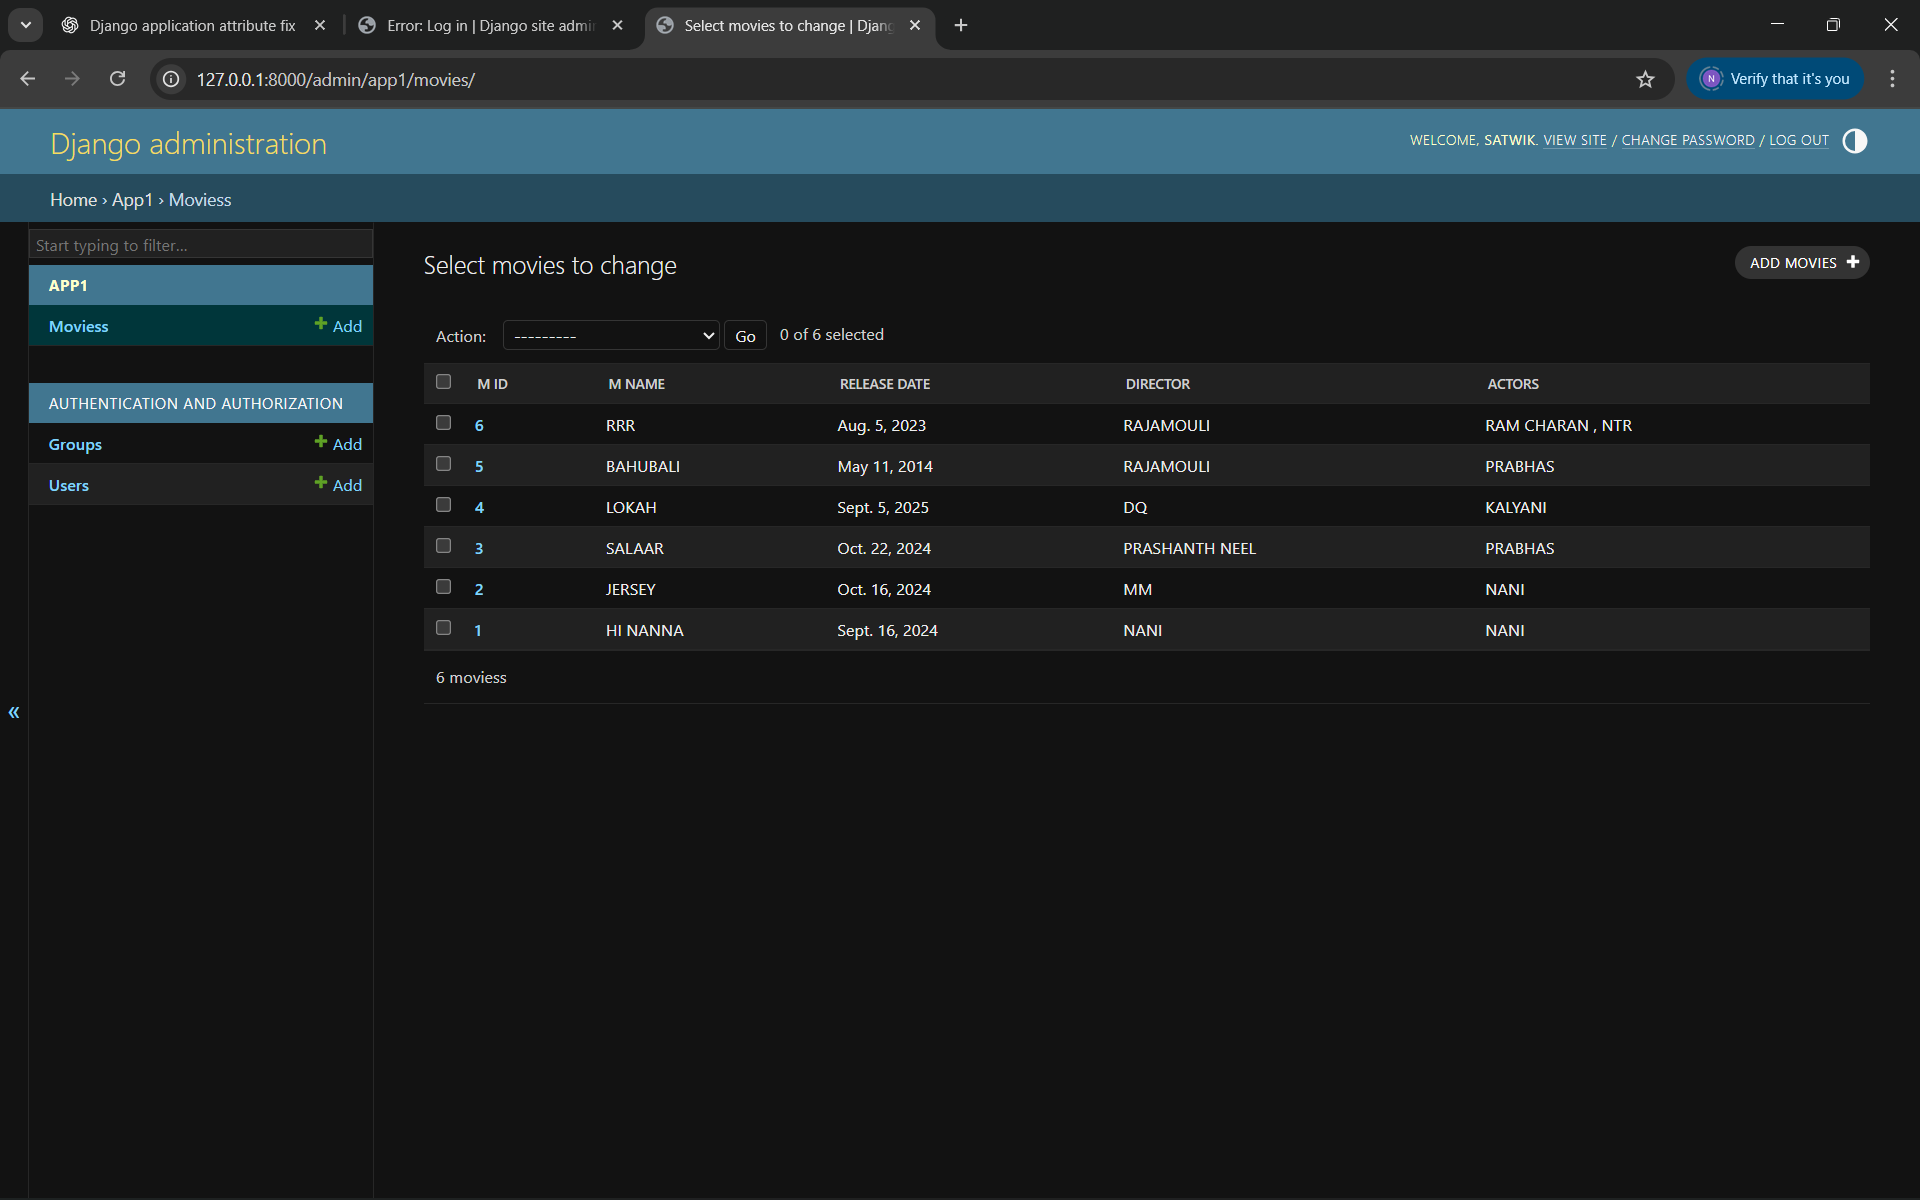 Django application attribute fix
Error: Log in | Django site admi
Select movies to change | Djang
127.0.0.1:8000/admin/app1/movies/
N
Verify that it's you
Django administration
WELCOME, SATWIK. VIEW SITE / CHANGE PASSWORD / LOG OUT
Home › App1 › Moviess
Start typing to filter...
APP1
Moviess
Add
AUTHENTICATION AND AUTHORIZATION
Groups
Add
Users
Add
Select movies to change
ADD MOVIES
Action: --------- Go 0 of 6 selected
M ID M NAME RELEASE DATE DIRECTOR ACTORS
6 RRR Aug. 5, 2023 RAJAMOULI RAM CHARAN , NTR
5 BAHUBALI May 11, 2014 RAJAMOULI PRABHAS
4 LOKAH Sept. 5, 2025 DQ KALYANI
3 SALAAR Oct. 22, 2024 PRASHANTH NEEL PRABHAS
2 JERSEY Oct. 16, 2024 MM NANI
1 HI NANNA Sept. 16, 2024 NANI NANI
6 moviess
«